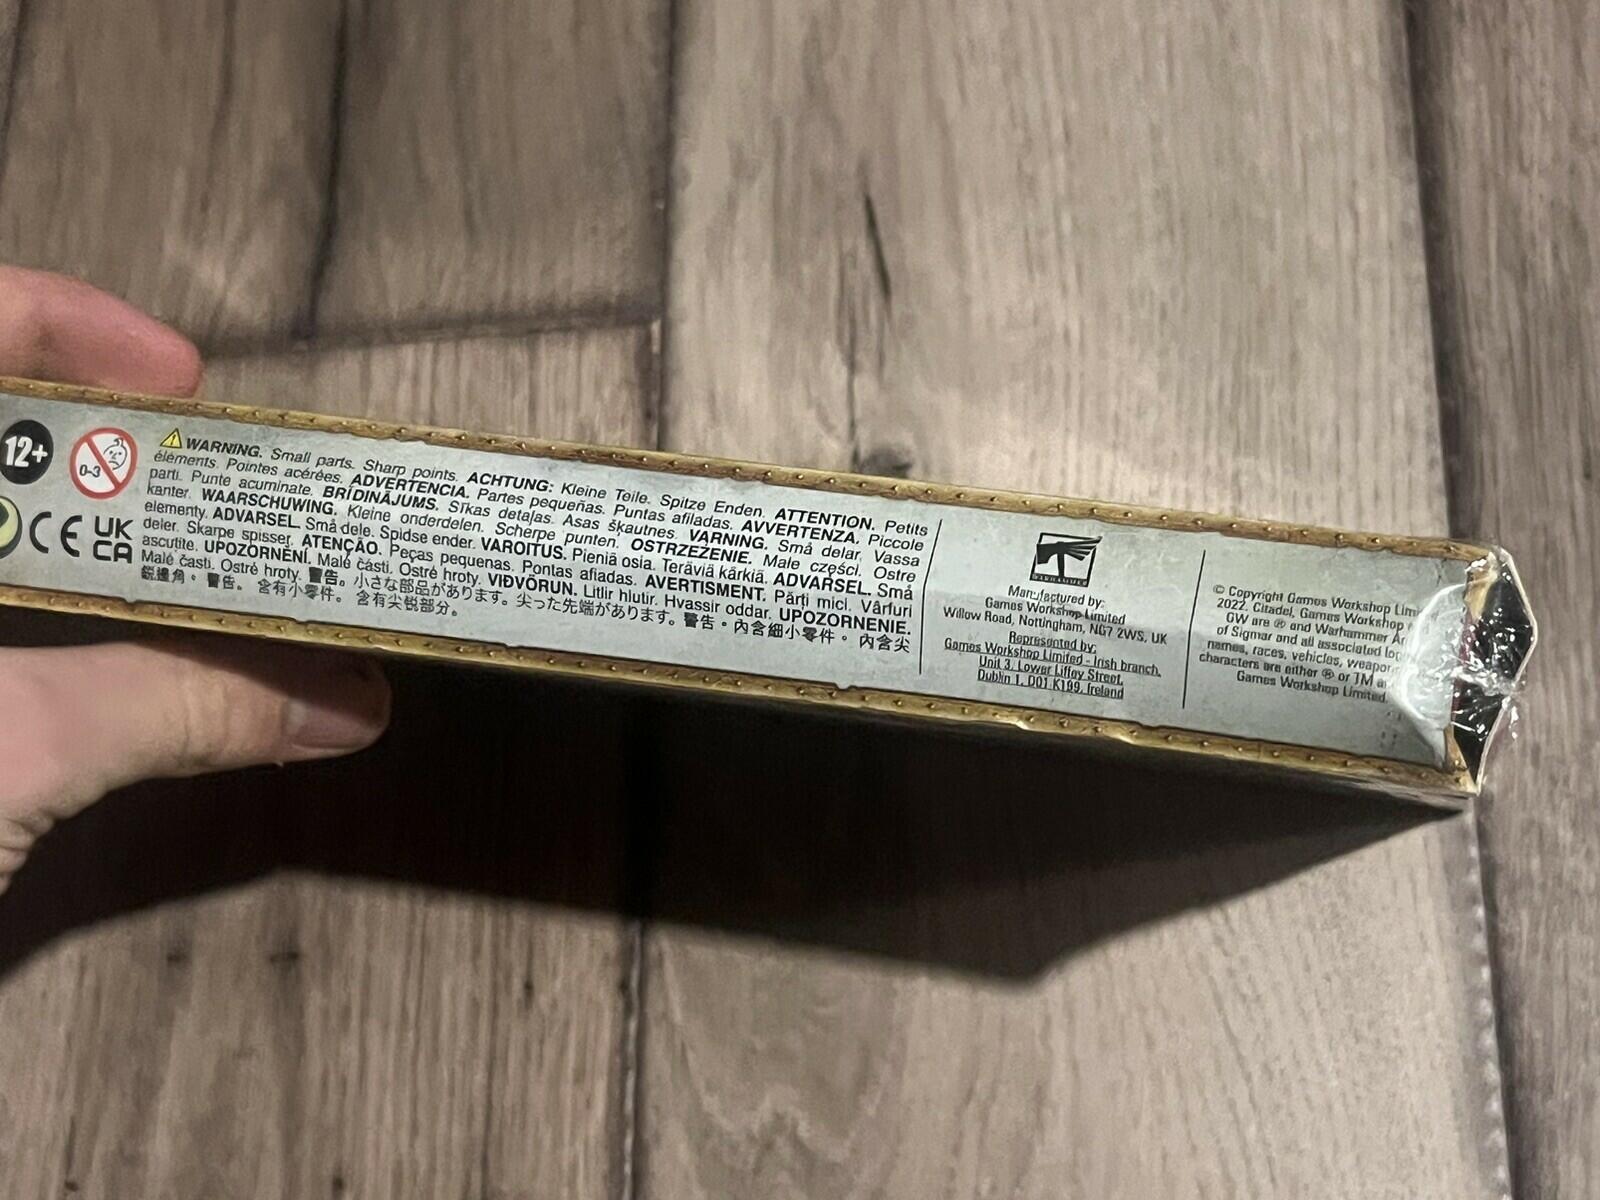 12+
0-3
CE UK CA
WARNING. Small parts. Sharp points. ACHTUNG: Kleine Teile. Spitze Enden. ATTENTION. Petits
éléments. Pointes acérées. ADVERTENCIA. Partes pequeñas. Puntas afiladas. AVVERTENZA. Piccole
parti. Punte acuminate. BRĪDINĀJUMS. Sīkas detaļas. Asas šķautnes. VARNING. Små delar. Vassa
kanter. WAARSCHUWING. Kleine onderdelen. Scherpe punten. OSTRZEŻENIE. Małe części. Ostre
elementy. ADVARSEL. Små dele. Spidse ender. VAROITUS. Pieniä osia. Teräviä kärkiä. ADVARSEL. Små
deler. Skarpe spisser. ATENÇÃO. Peças pequenas. Pontas afiadas. AVERTISMENT. Părți mici. Vârfuri
ascutite. UPOZORNĚNÍ. Malé části. Ostré hroty. VIÐVÖRUN. Litlir hlutir. Hvassir oddar. UPOZORNENIE.
Malé časti. Ostré hroty. 警告。小さな部品があります。尖った先端があります。警告。內含細小零件。 內含尖
銳邊角。 警告。 含有小零件。 含有尖锐部分。
WARHAMMER
Manufactured by:
Games Workshop Limited
Willow Road, Nottingham, NG7 2WS, UK
Represented by:
Games Workshop Limited - Irish branch,
Unit 3, Lower Liffey Street,
Dublin 1, D01 K199, Ireland
© Copyright Games Workshop
2022. Citadel, Games Workshop
GW are ® and Warhammer
of Sigmar and all associated
names, races, vehicles,
characters are either ® or TM
Games Workshop Limited.